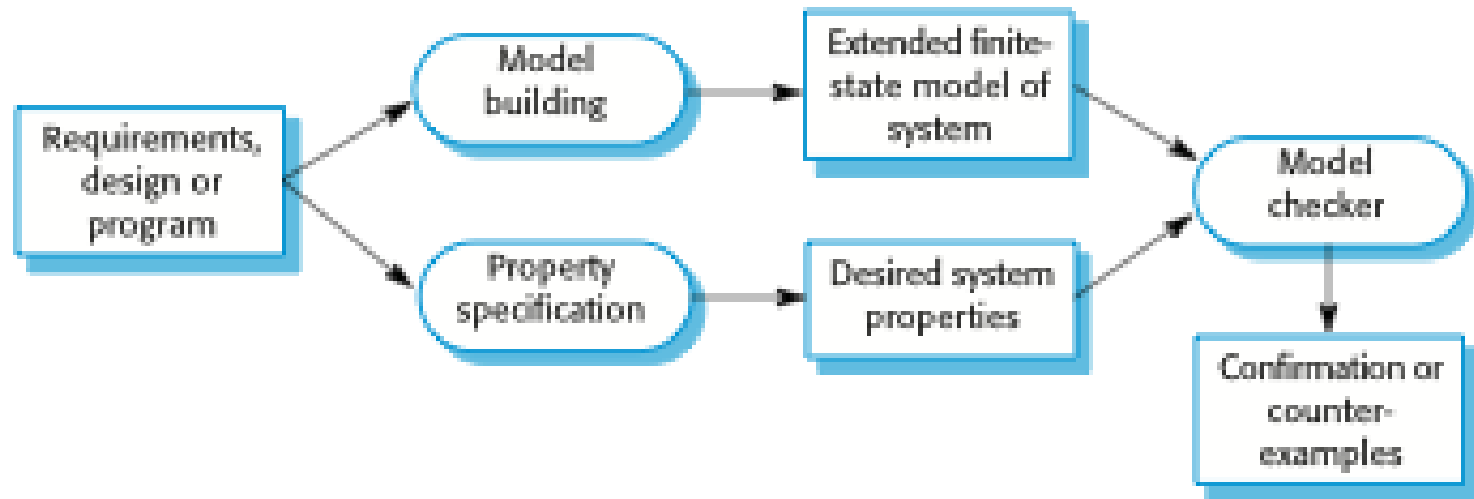 Requirements,
design or
program
Model
building
Extended finite-
state model of
system
Property
specification
Desired system
properties
Model
checker
Confirmation or
counter-
examples